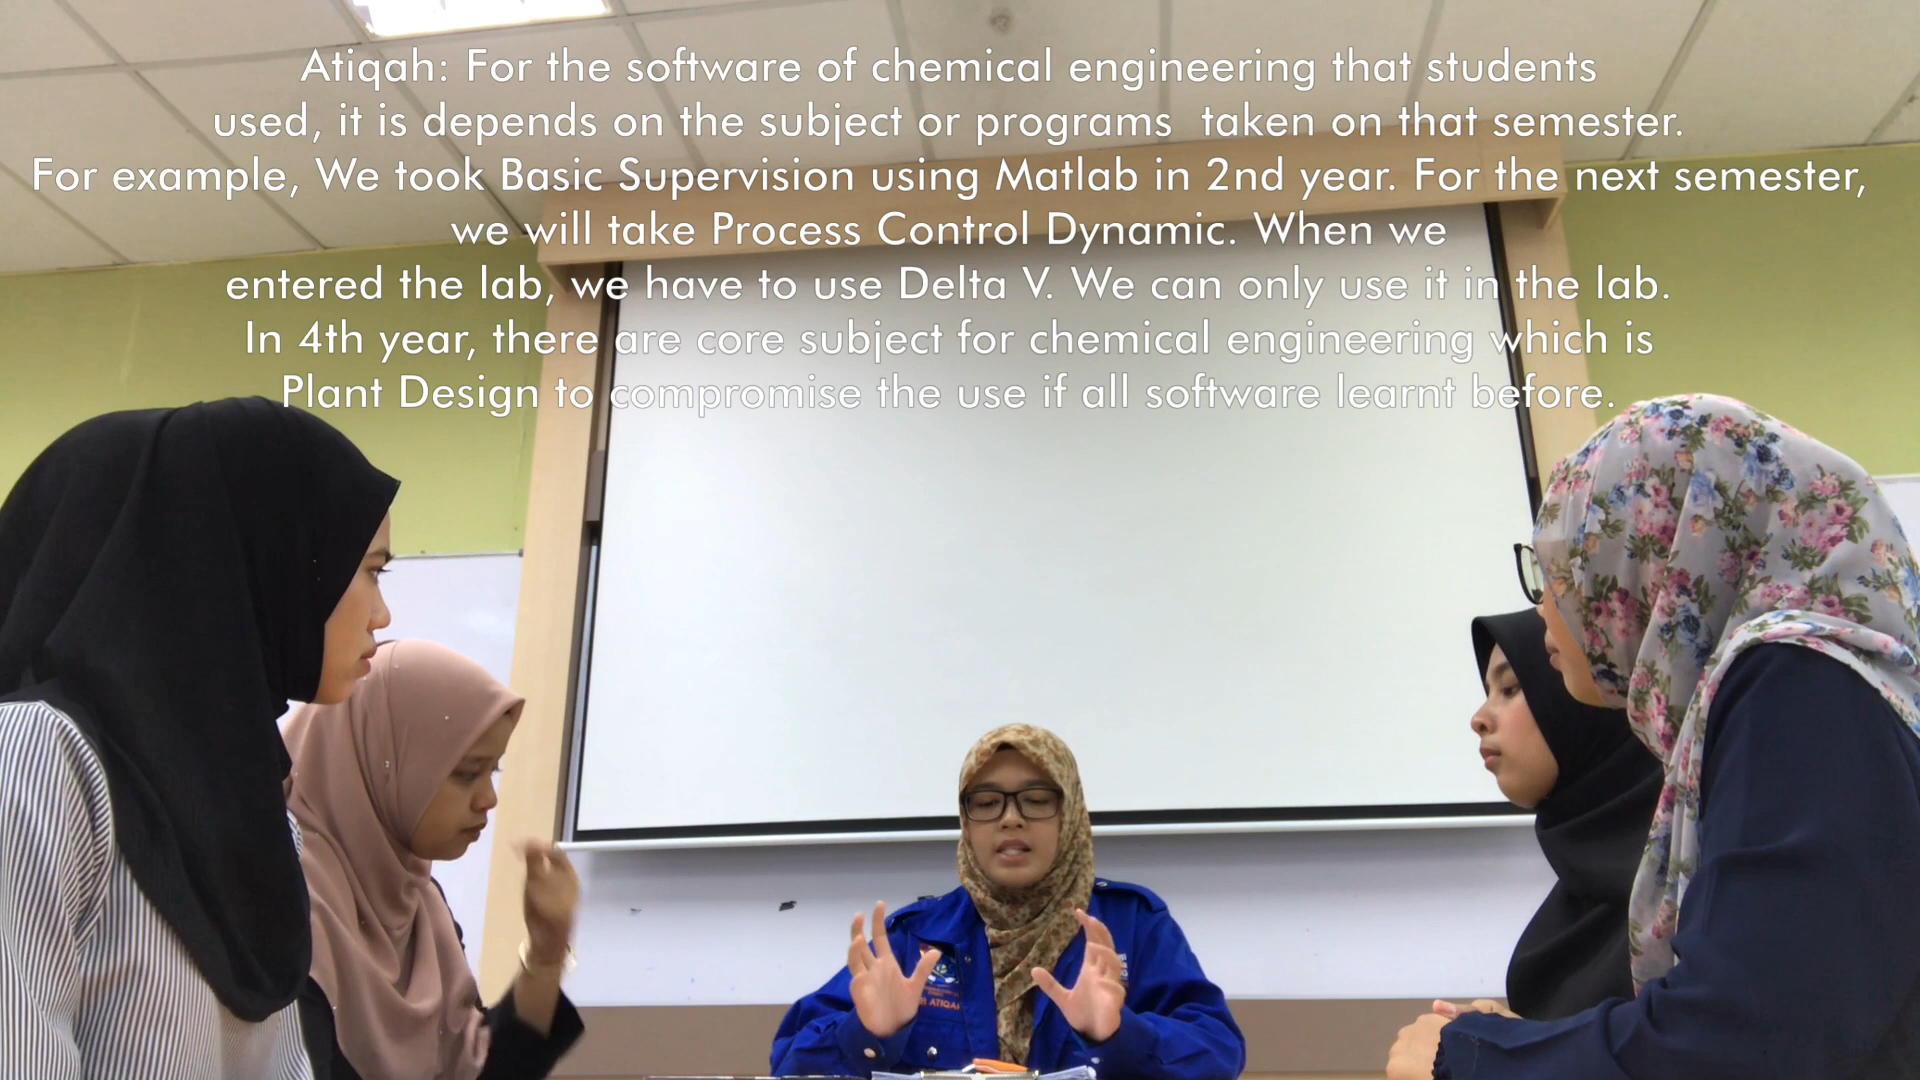 Atiqah: For the software of chemical engineering that students
used, it is depends on the subject or programs  taken on that semester.
For example, We took Basic Supervision using Matlab in 2nd year. For the next semester,
we will take Process Control Dynamic. When we
entered the lab, we have to use Delta V. We can only use it in the lab.
In 4th year, there are core subject for chemical engineering which is
Plant Design to compromise the use if all software learnt before.
ATIQAH